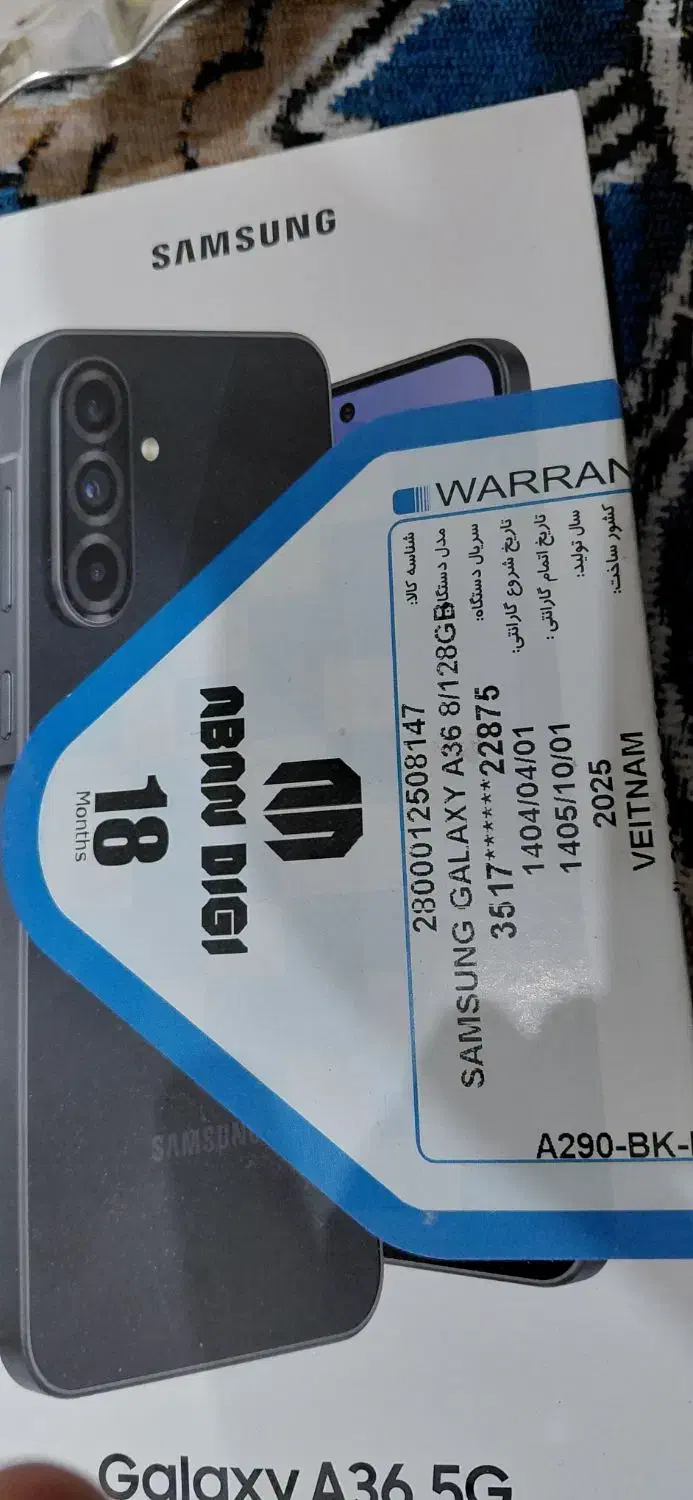 SAMSUNG
WARRAN
شناسه کالا: 2800012508147
مدل دستگاه: SAMSUNG GALAXY A36 8/128GB
سریال دستگاه: 3517******22875
تاریخ شروع گارانتی: 1404/04/01
تاریخ اتمام گارانتی: 1405/10/01
سال تولید: 2025
کشور ساخت: VEITNAM
A290-BK-
ABAN DIGI
18
Months
SAMSUNG
Galaxy A36 5G